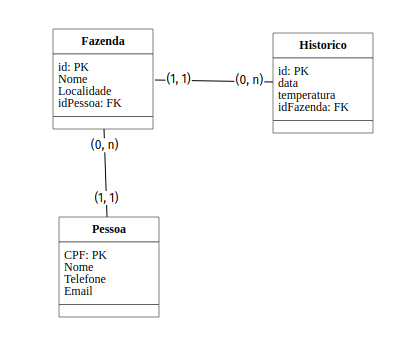 Fazenda
id: PK
Nome
Localidade
idPessoa: FK
(1, 1)
(0, n)
Historico
id: PK
data
temperatura
idFazenda: FK
(0, n)
(1, 1)
Pessoa
CPF: PK
Nome
Telefone
Email